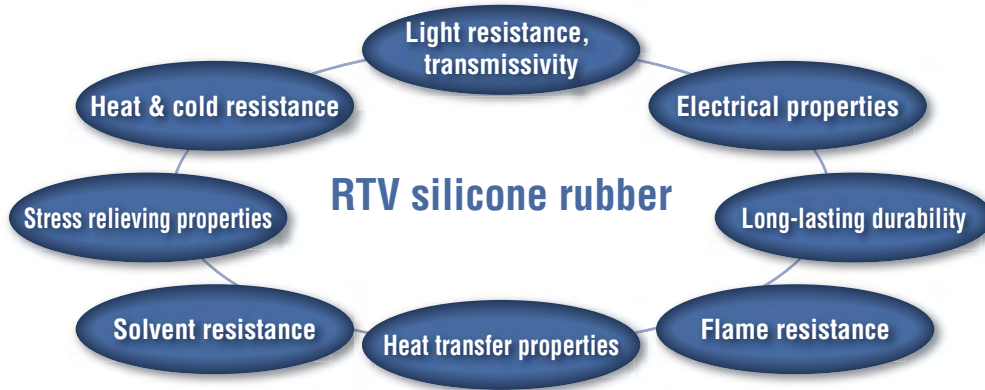 Light resistance,
transmissivity
Heat & cold resistance
Electrical properties
RTV silicone rubber
Stress relieving properties
Long-lasting durability
Solvent resistance
Flame resistance
Heat transfer properties